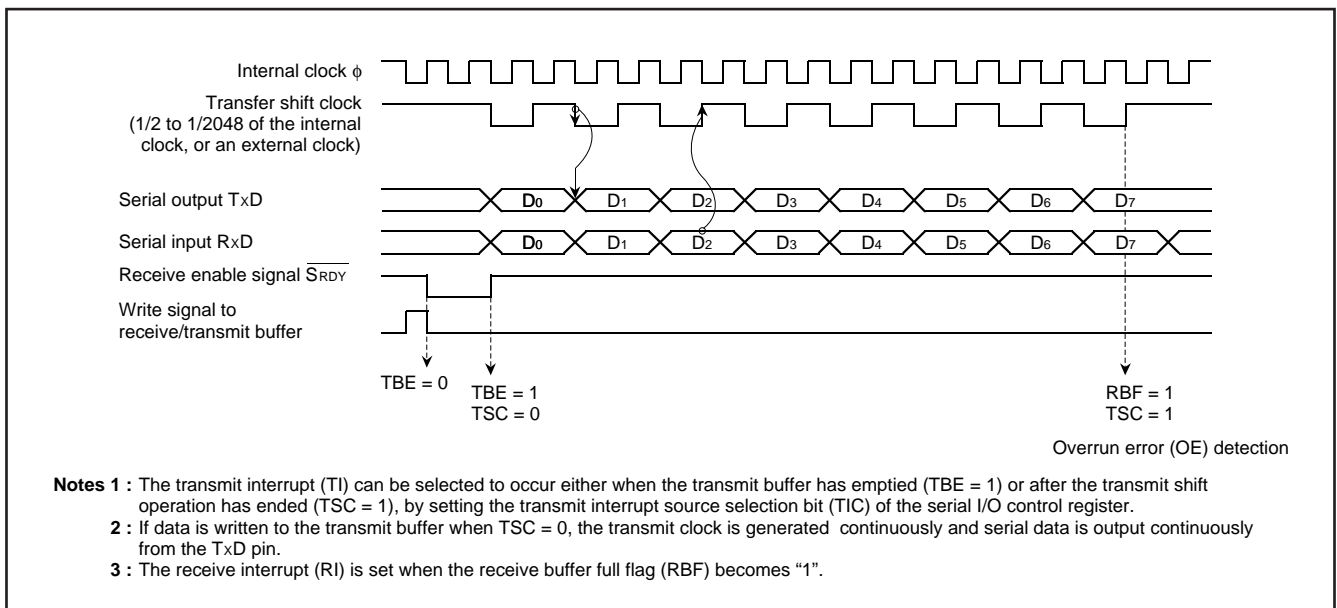 Internal clock ϕ
Transfer shift clock
(1/2 to 1/2048 of the internal
clock, or an external clock)
Serial output TxD
D0 D1 D2 D3 D4 D5 D6 D7
Serial input RxD
D0 D1 D2 D3 D4 D5 D6 D7
Receive enable signal SRDY
Write signal to
receive/transmit buffer
TBE = 0
TBE = 1
TSC = 0
RBF = 1
TSC = 1
Overrun error (OE) detection
Notes 1 : The transmit interrupt (TI) can be selected to occur either when the transmit buffer has emptied (TBE = 1) or after the transmit shift
operation has ended (TSC = 1), by setting the transmit interrupt source selection bit (TIC) of the serial I/O control register.
2 : If data is written to the transmit buffer when TSC = 0, the transmit clock is generated continuously and serial data is output continuously
from the TxD pin.
3 : The receive interrupt (RI) is set when the receive buffer full flag (RBF) becomes “1”.